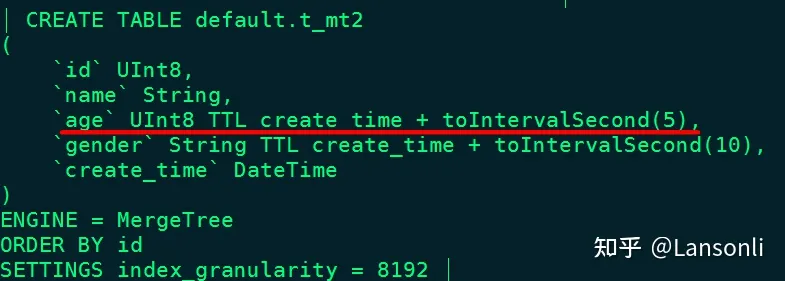 CREATE TABLE default.t_mt2
(
`id` UInt8,
`name` String,
`age` UInt8 TTL create_time + toIntervalSecond(5),
`gender` String TTL create_time + toIntervalSecond(10),
`create_time` DateTime
)
ENGINE = MergeTree
ORDER BY id
SETTINGS index_granularity = 8192
知乎 @Lansonli